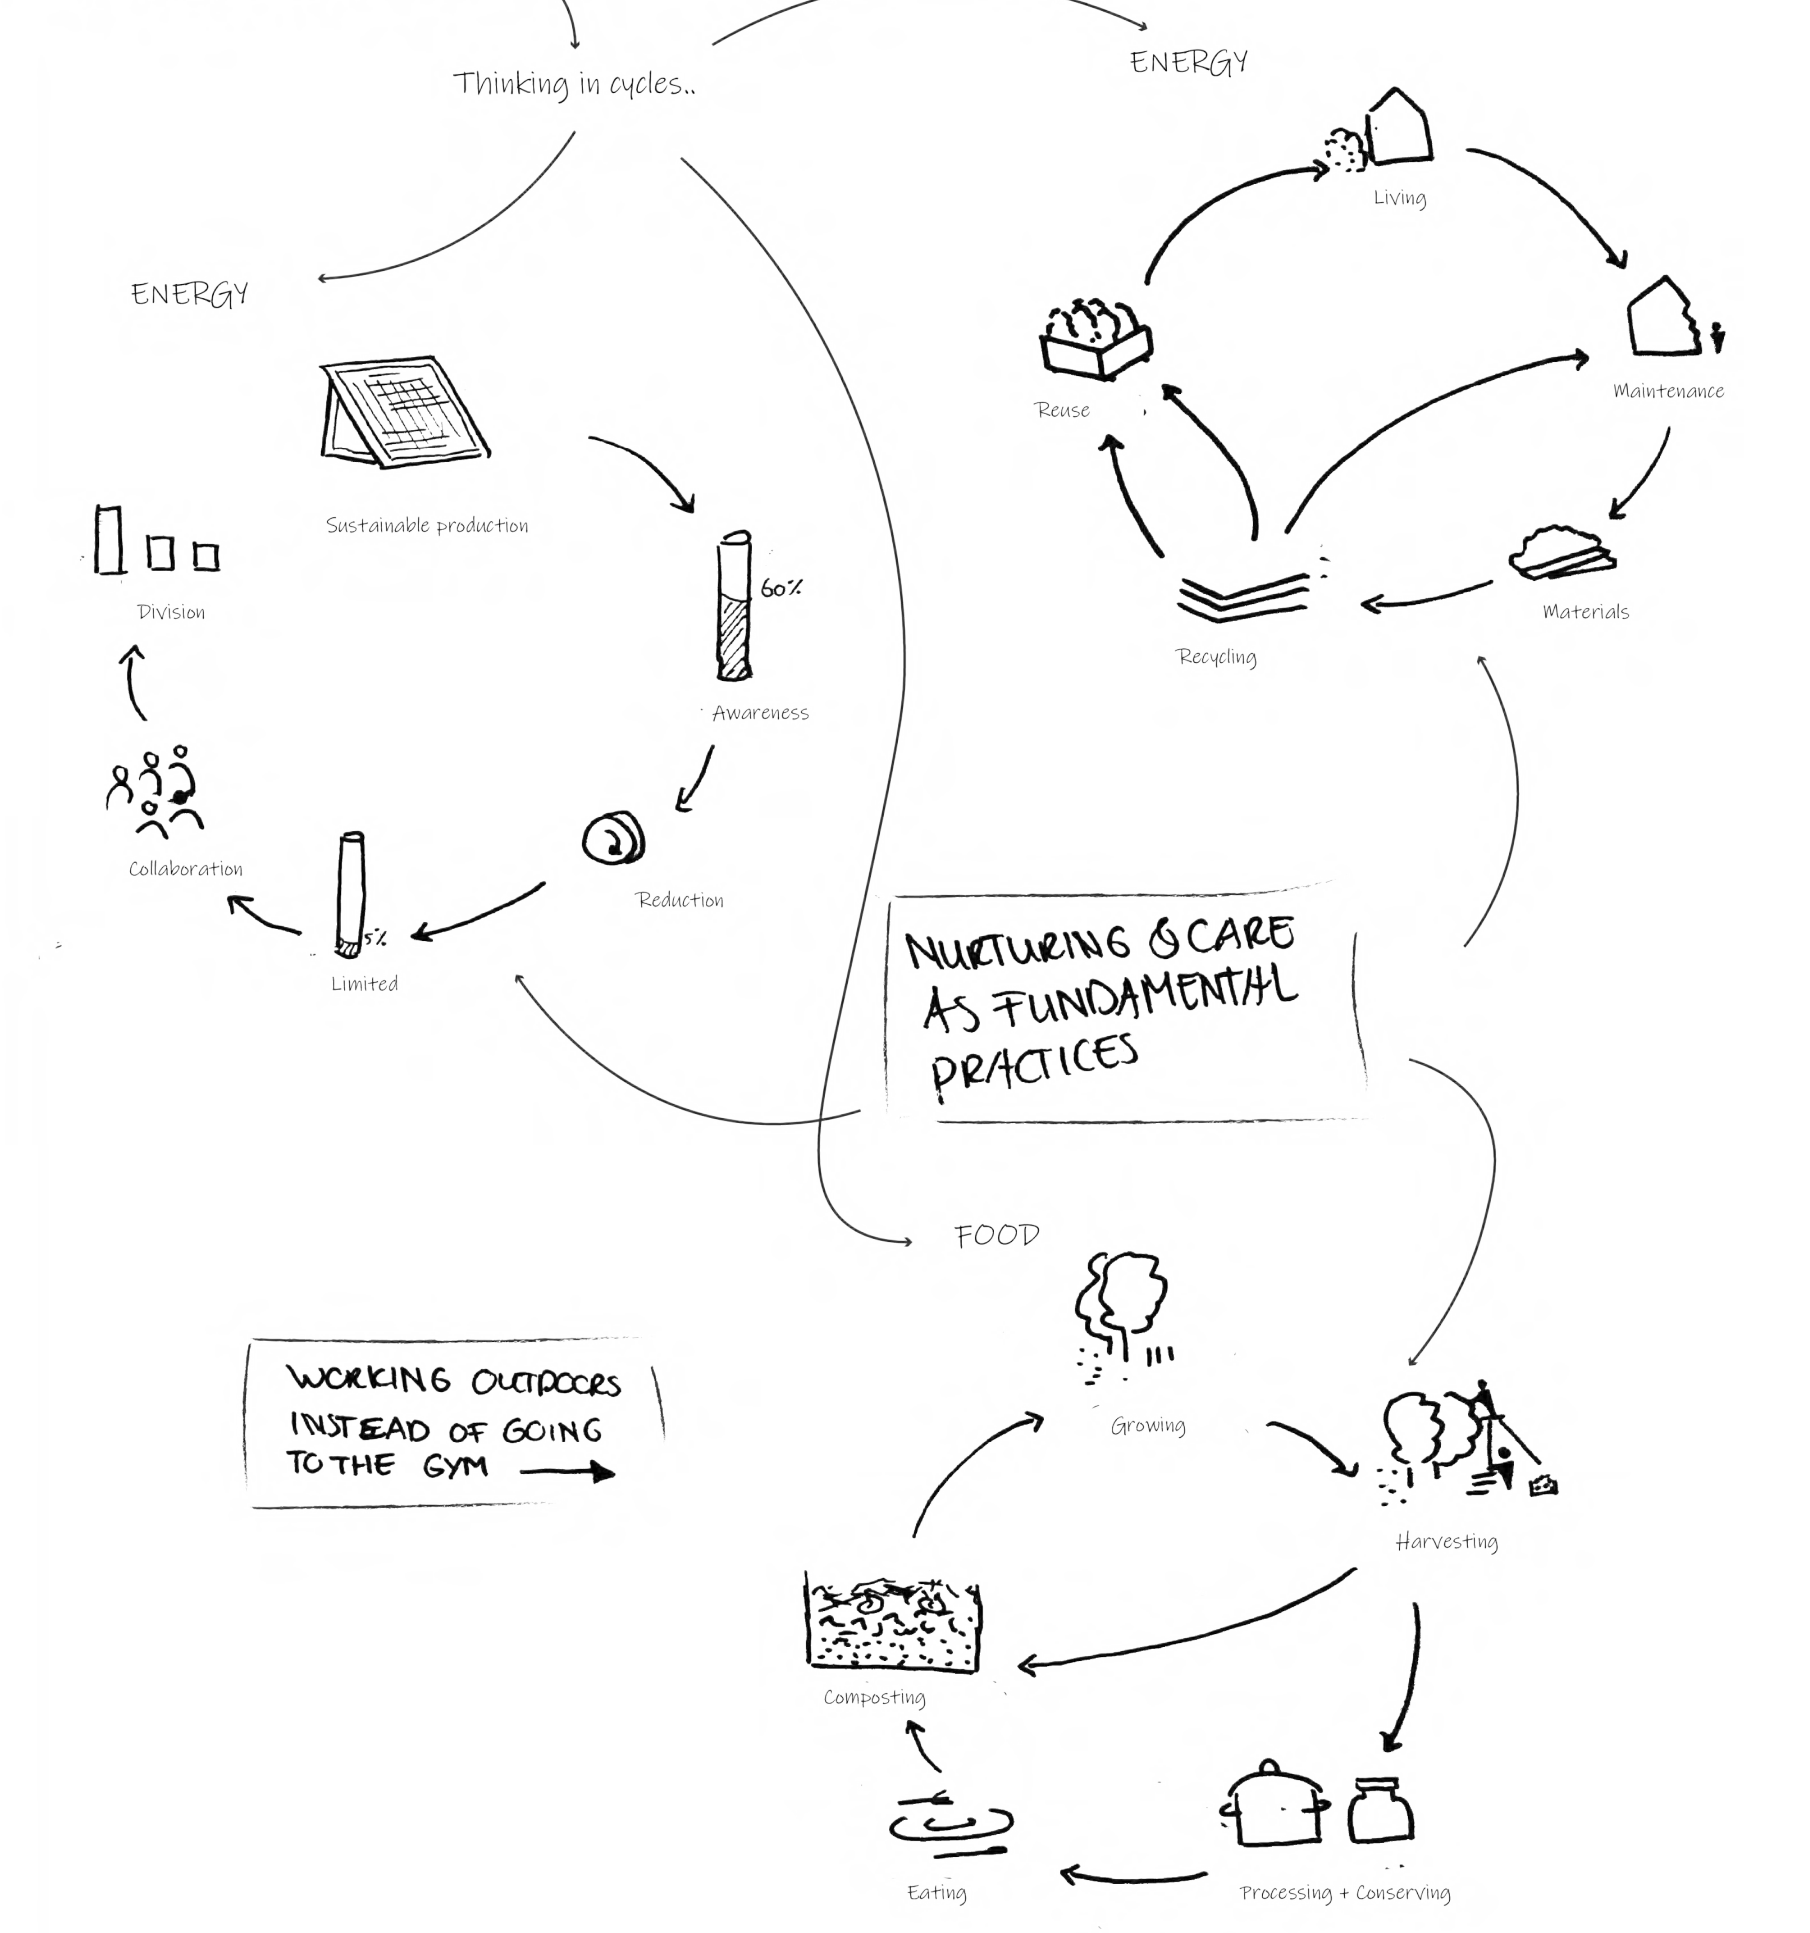 Thinking in cycles..
ENERGY
Living
ENERGY
Maintenance
Reuse
Sustainable production
60%
Division
Materials
Recycling
Awareness
Collaboration
Reduction
5%
Limited
NURTURING & CARE
AS FUNDAMENTAL
PRACTICES
FOOD
WORKING OUTDOORS
INSTEAD OF GOING
TO THE GYM
Growing
Harvesting
Composting
Eating
Processing + Conserving